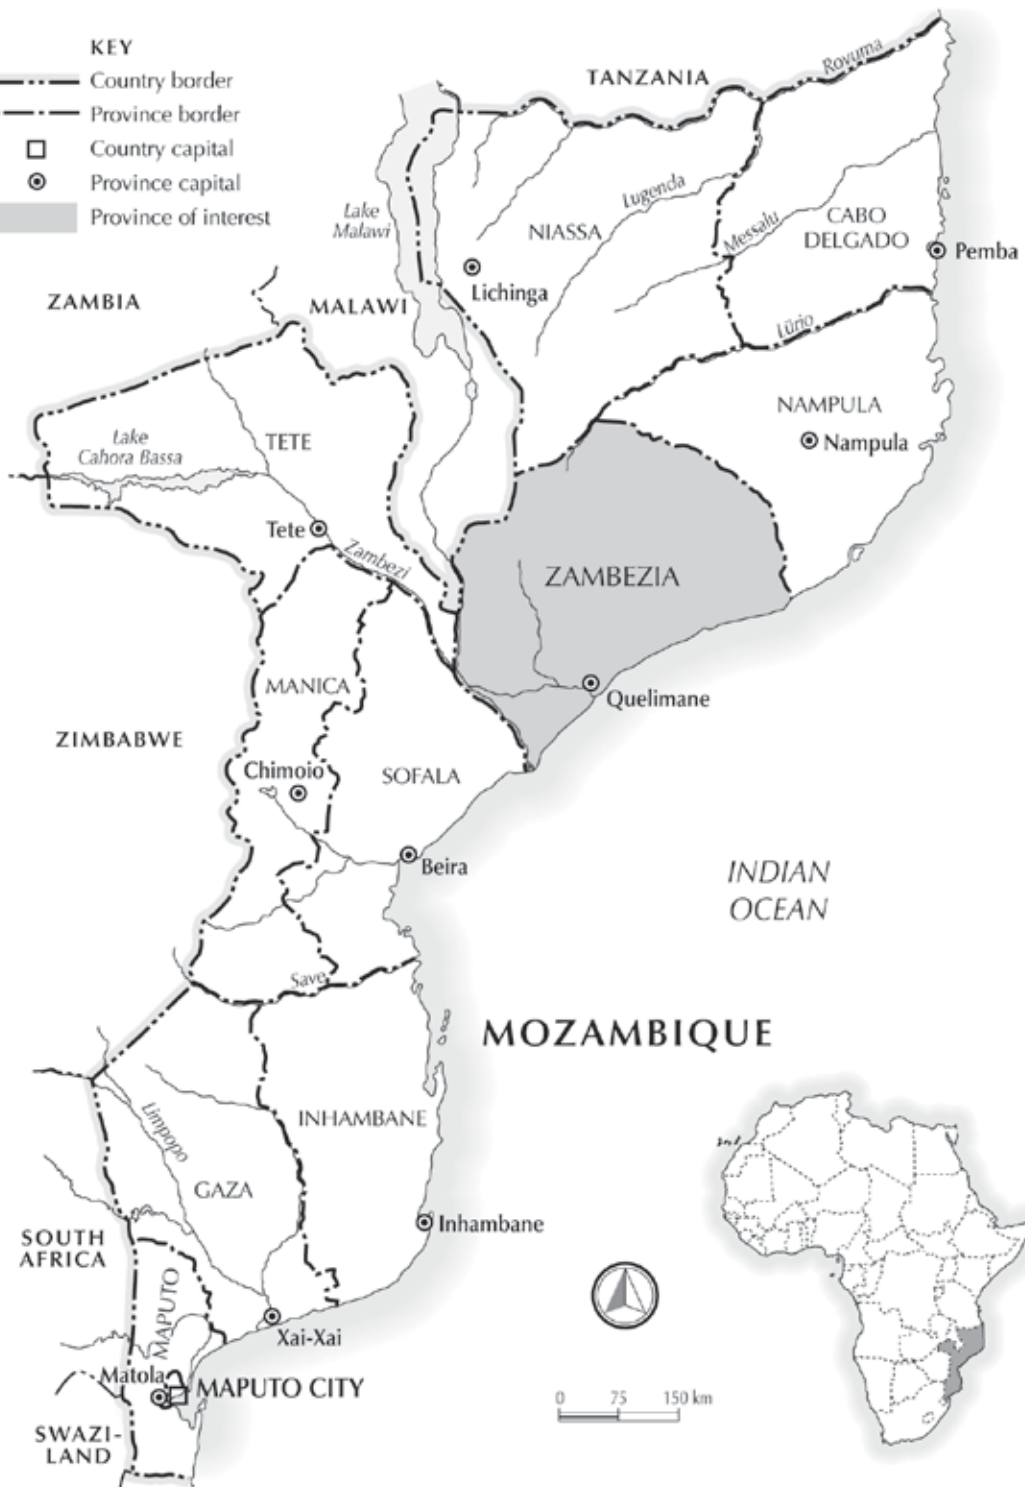 KEY
Country border
Province border
Country capital
Province capital
Province of interest
TANZANIA
Rovuma
Lake
Malawi
NIASSA
Lugenda
Messalu
CABO
DELGADO
Pemba
Lichinga
ZAMBIA
MALAWI
Lúrio
NAMPULA
Nampula
Lake
Cahora Bassa
TETE
Tete
Zambezi
ZAMBEZIA
MANICA
Quelimane
ZIMBABWE
Chimoio
SOFALA
Beira
INDIAN
OCEAN
Save
MOZAMBIQUE
Limpopo
INHAMBANE
GAZA
Inhambane
SOUTH
AFRICA
MAPUTO
Xai-Xai
Matola
MAPUTO CITY
0 75 150 km
SWAZI-
LAND